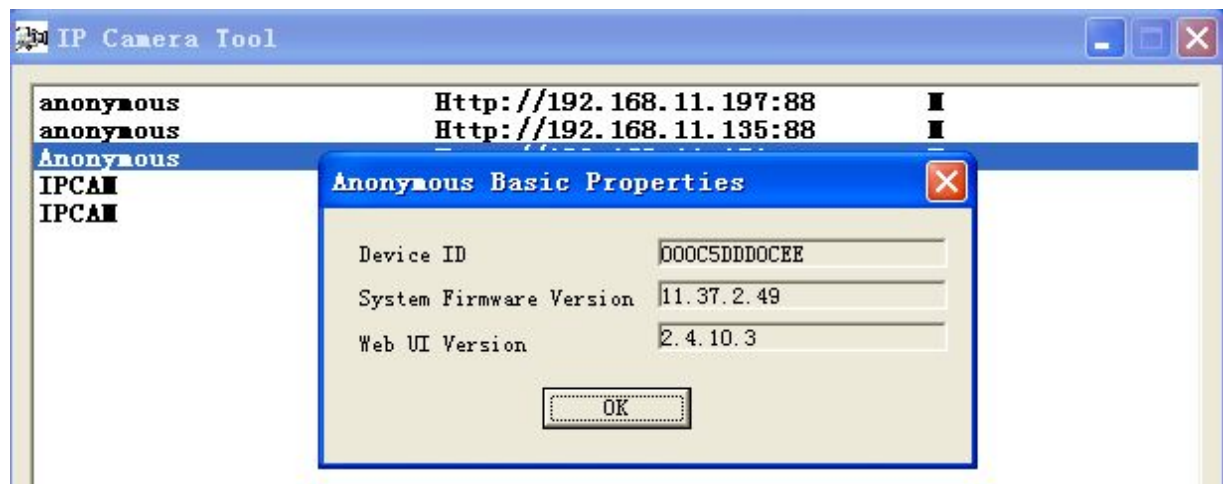 IP Camera Tool
anonymous Http://192.168.11.197:88 M
anonymous Http://192.168.11.135:88 M
Anonymous
IPCAM
IPCAM
Anonymous Basic Properties
Device ID 000C5DDD0CEE
System Firmware Version 11.37.2.49
Web UI Version 2.4.10.3
OK